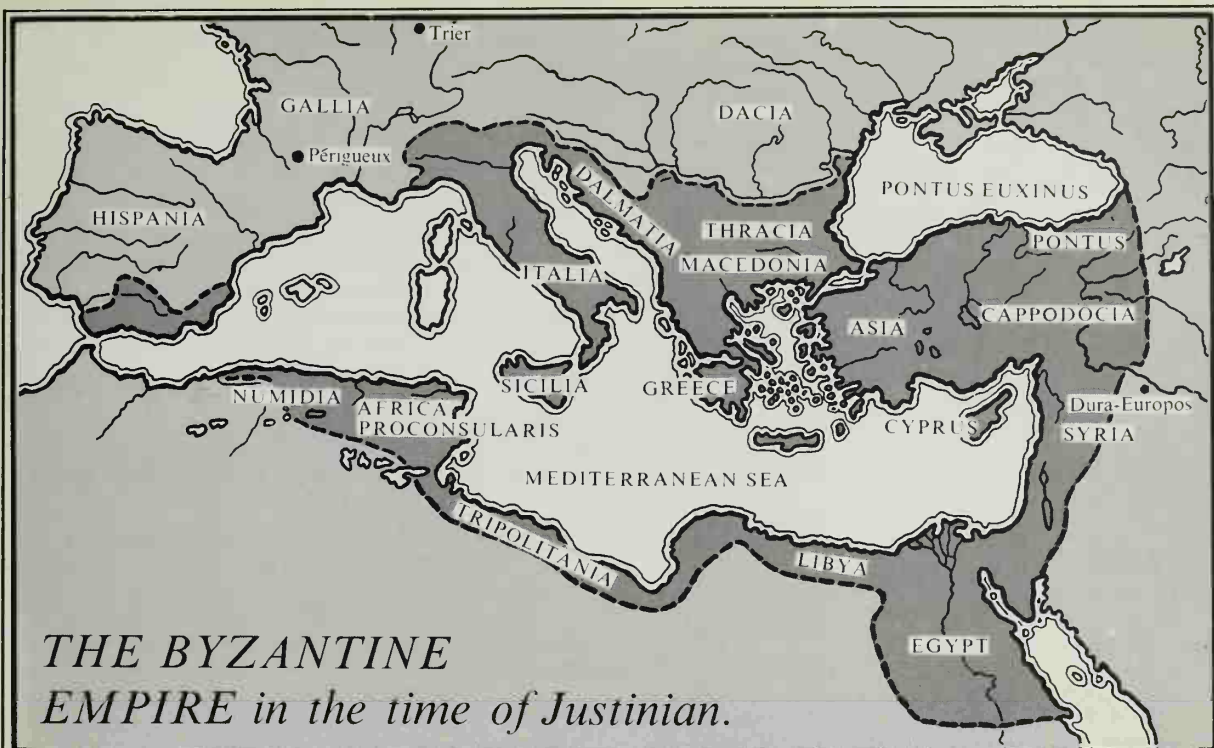 Trier
GALLIA
DACIA
Périgueux
PONTUS EUXINUS
HISPANIA
DALMATIA
THRACIA
PONTUS
ITALIA
MACEDONIA
CAPPODOCIA
ASIA
SICILIA
GREECE
NUMIDIA
AFRICA
PROCONSULARIS
Dura-Europos
CYPRUS
SYRIA
MEDITERRANEAN SEA
TRIPOLITANIA
LIBYA
EGYPT
THE BYZANTINE
EMPIRE in the time of Justinian.